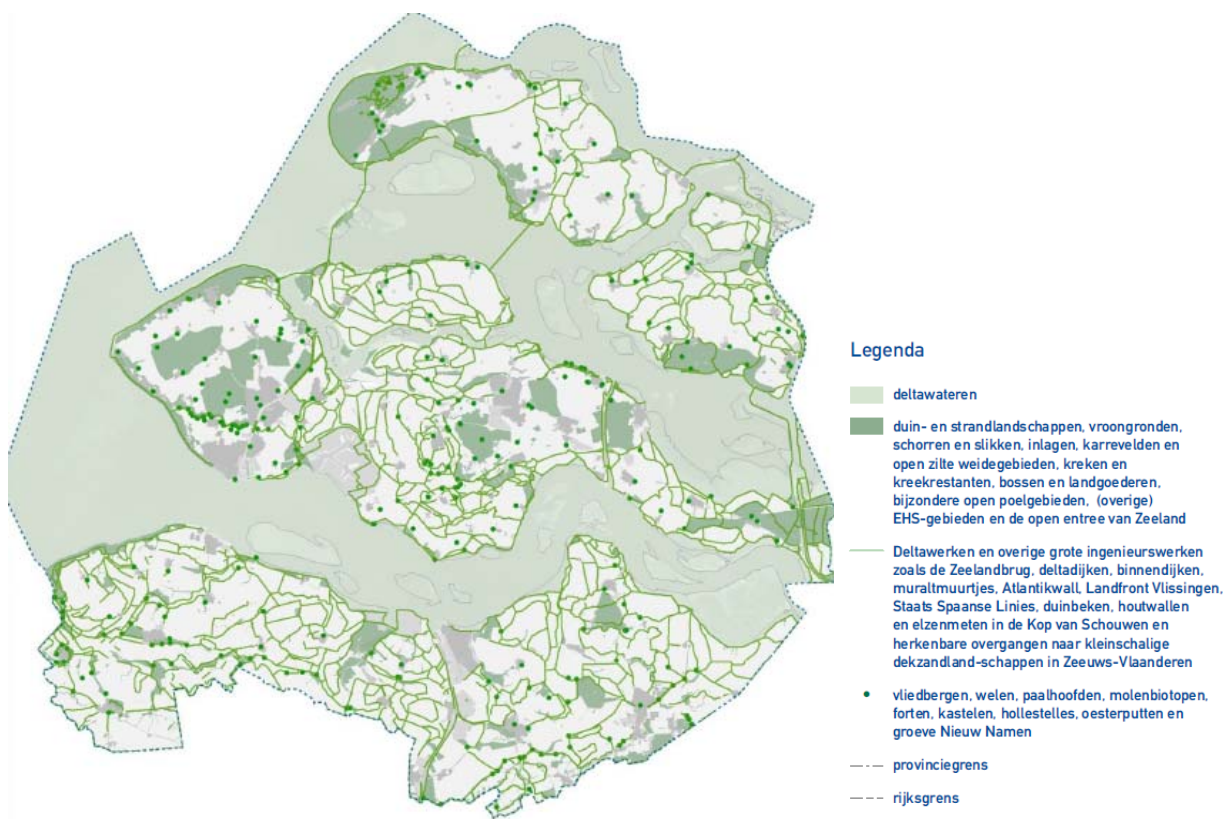 Legenda
deltawateren
duin- en strandlandschappen, vroongronden,
schorren en slikken, inlagen, karrevelden en
open zilte weidegebieden, kreken en
kreekrestanten, bossen en landgoederen,
bijzondere open poelgebieden, (overige)
EHS-gebieden en de open entree van Zeeland
Deltawerken en overige grote ingenieurswerken
zoals de Zeelandbrug, deltadijken, binnendijken,
muraltmuurtjes, Atlantikwall, Landfront Vlissingen,
Staats Spaanse Linies, duinbeken, houtwallen
en elzenmeten in de Kop van Schouwen en
herkenbare overgangen naar kleinschalige
dekzandland-schappen in Zeeuws-Vlaanderen
vliedbergen, welen, paalhoofden, molenbiotopen,
forten, kastelen, hollestelles, oesterputten en
groeve Nieuw Namen
provinciegrens
rijksgrens